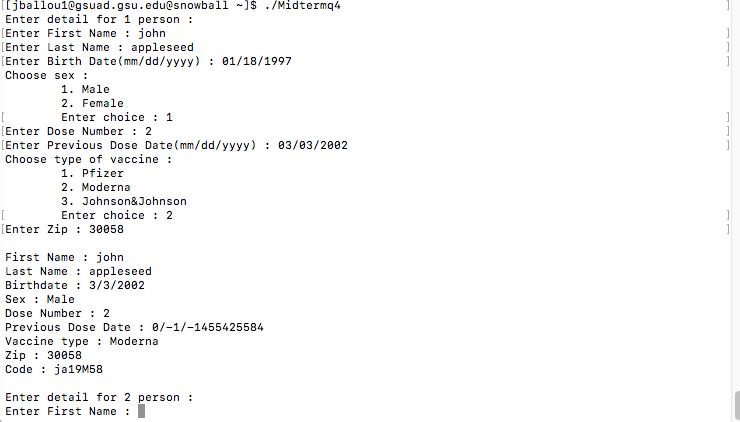 [[jballou1@gsuad.gsu.edu@snowball ~]$ ./Midtermq4 ]
Enter detail for 1 person :
[Enter First Name : john ]
[Enter Last Name : appleseed ]
[Enter Birth Date(mm/dd/yyyy) : 01/18/1997 ]
Choose sex :
1. Male
2. Female
[ Enter choice : 1 ]
[Enter Dose Number : 2 ]
[Enter Previous Dose Date(mm/dd/yyyy) : 03/03/2002 ]
Choose type of vaccine :
1. Pfizer
2. Moderna
3. Johnson&Johnson
[ Enter choice : 2 ]
[Enter Zip : 30058 ]
First Name : john
Last Name : appleseed
Birthdate : 3/3/2002
Sex : Male
Dose Number : 2
Previous Dose Date : 0/-1/-1455425584
Vaccine type : Moderna
Zip : 30058
Code : ja19M58
Enter detail for 2 person :
Enter First Name :